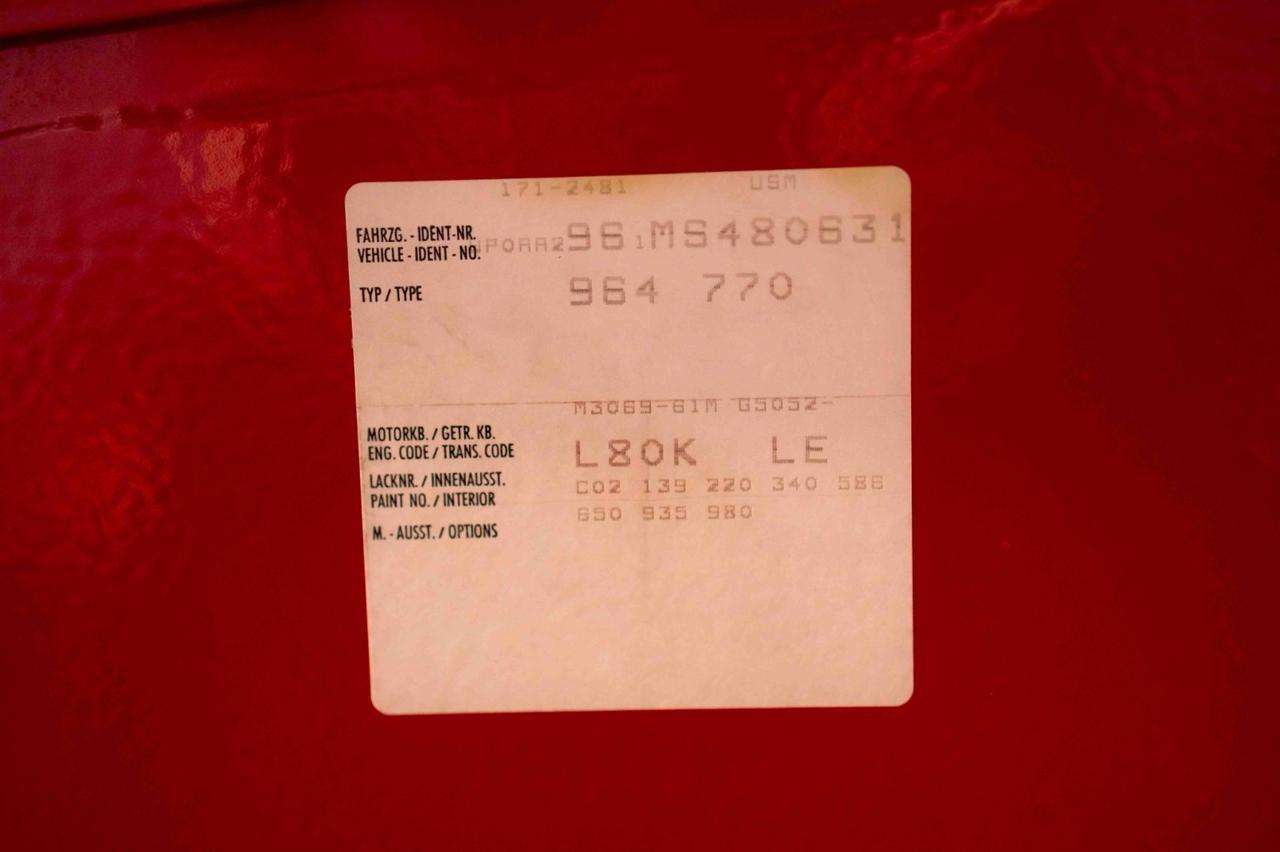 171-2481 USM
FAHRZG. - IDENT-NR.
VEHICLE - IDENT - NO. WP0AA2961MS480631
TYP / TYPE 964 770
M3069-61M G5052-
MOTORKB. / GETR. KB.
ENG. CODE / TRANS. CODE L80K LE
LACKNR. / INNENAUSST. C02 139 220 340 586
PAINT NO. / INTERIOR 650 935 980
M. - AUSST. / OPTIONS